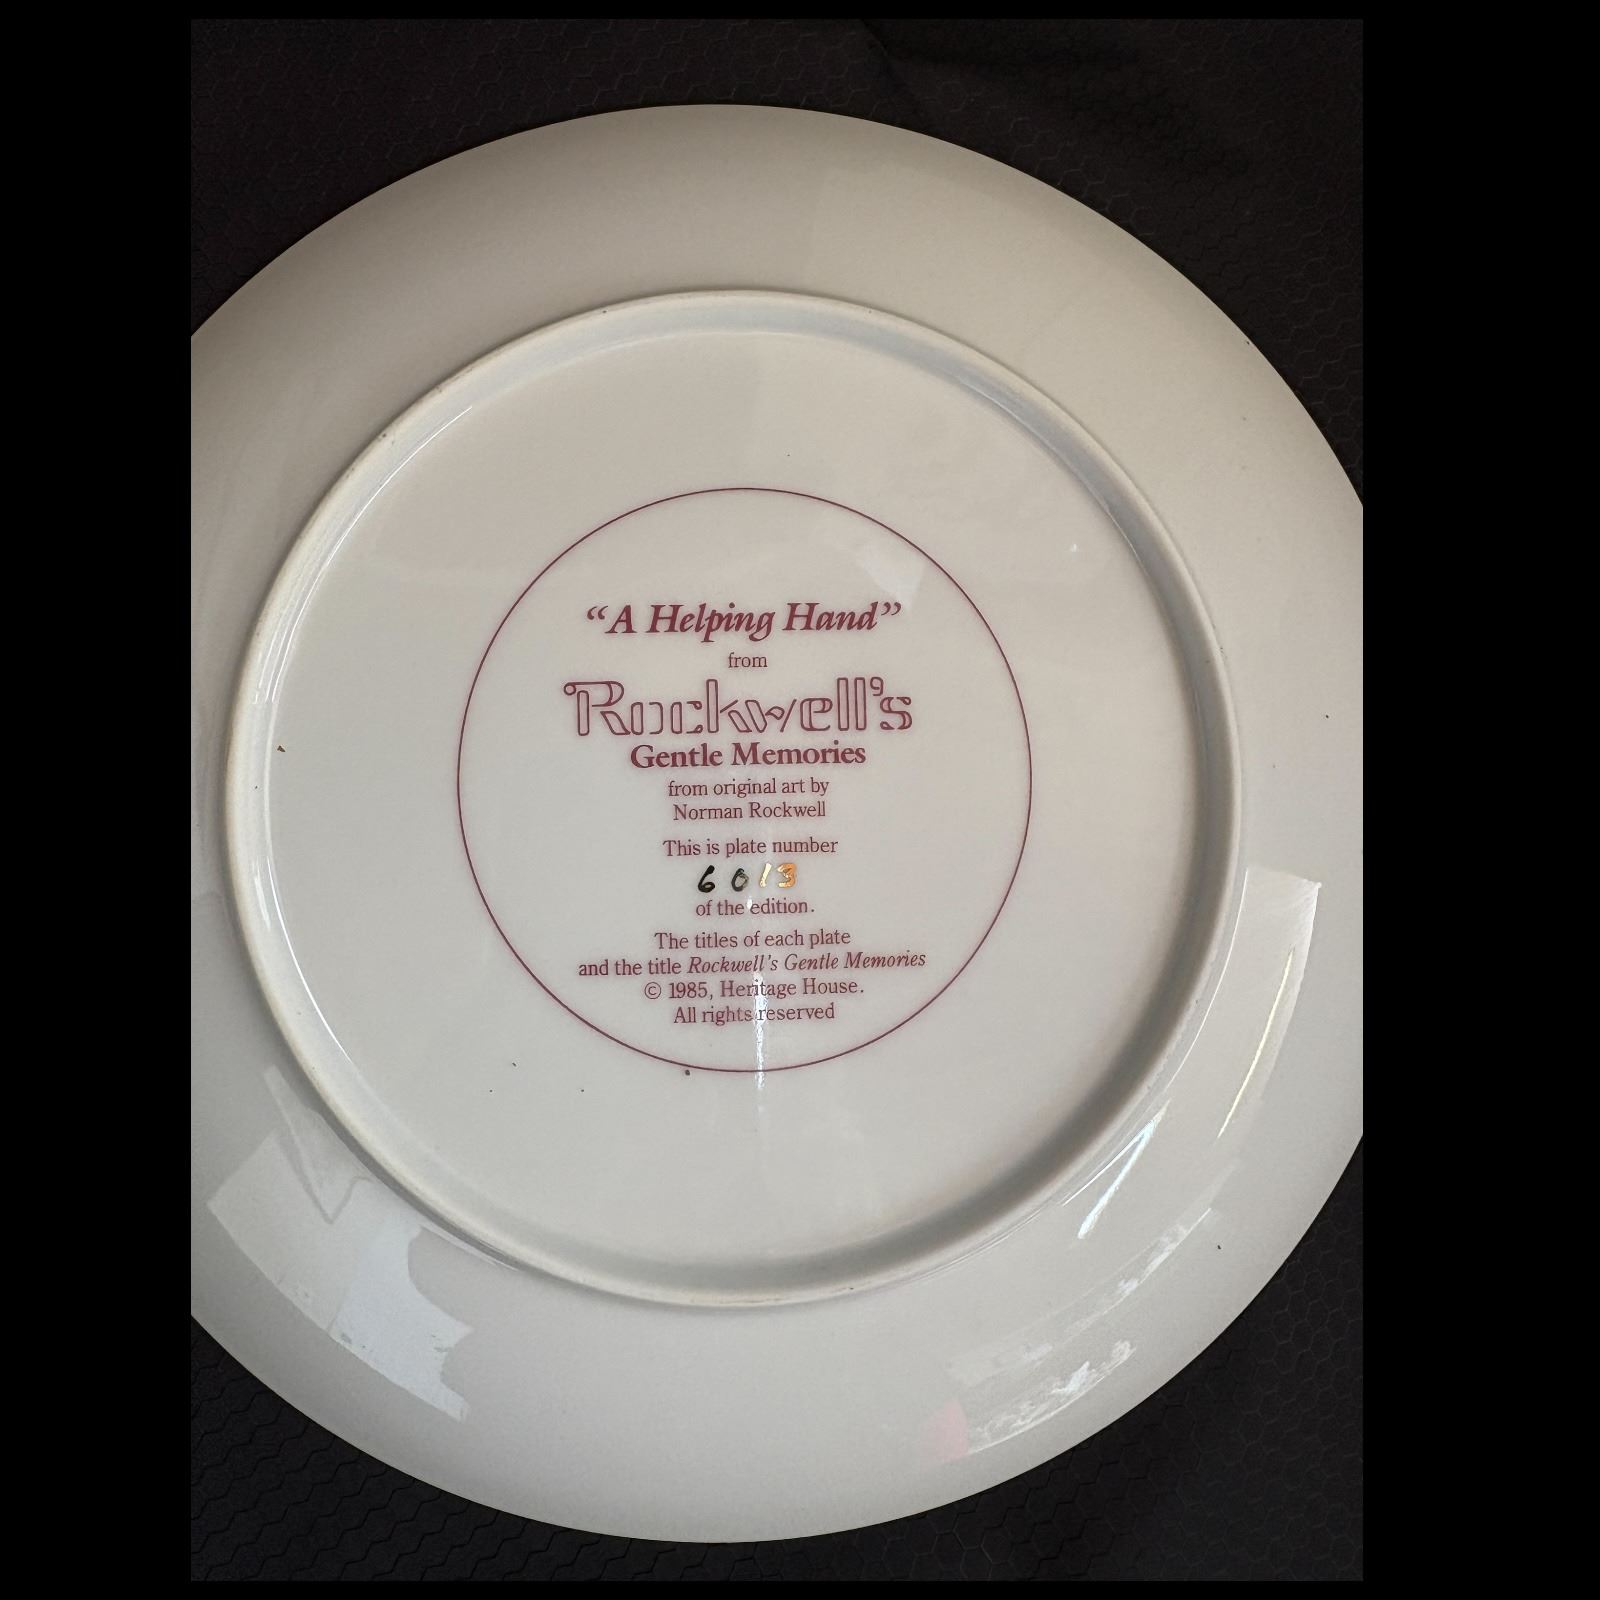 “A Helping Hand”
from
Rockwell's
Gentle Memories
from original art by
Norman Rockwell
This is plate number
6013
of the edition.
The titles of each plate
and the title Rockwell's Gentle Memories
© 1985, Heritage House.
All rights reserved